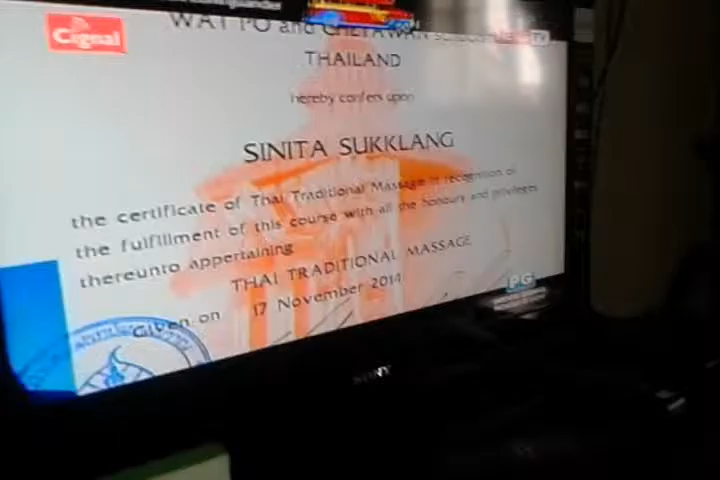 Cignal
TV
WAT PO and CHETAWAN
THAILAND
hereby confers upon
SINITA SUKKLANG
the certificate of Thai Traditional Massage in recognition of
the fulfillment of this course with all the honours and privileges
thereunto appertaining
THAI TRADITIONAL MASSAGE
Given on 17 November 2014
PG
SONY